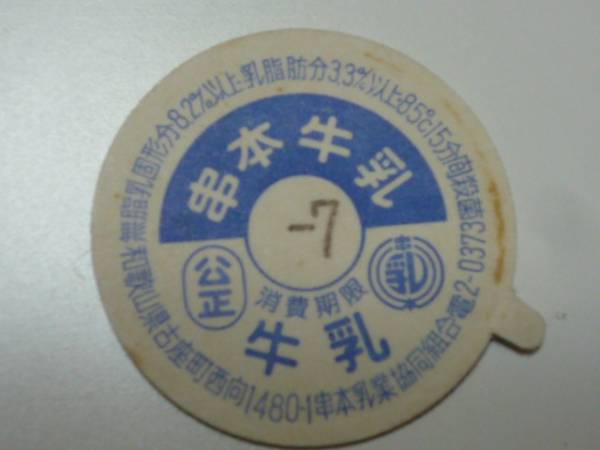 串本牛乳
-7
消費期限
公正
串乳
牛乳
無脂乳固形分8.2%以上・乳脂肪分3.3%以上・85℃15分間殺菌
和歌山県古座町西向1480-1串本乳業協同組合電2-0373